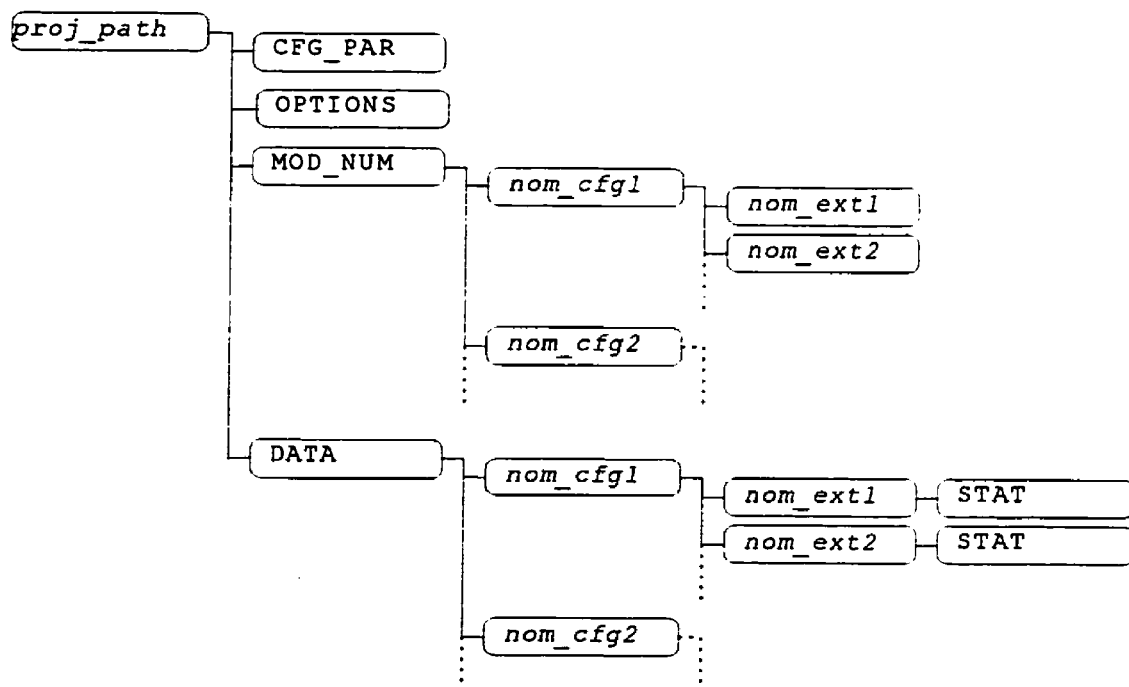 proj_path
CFG_PAR
OPTIONS
MOD_NUM
nom_cfg1
nom_ext1
nom_ext2
nom_cfg2
DATA
nom_cfg1
nom_ext1 STAT
nom_ext2 STAT
nom_cfg2